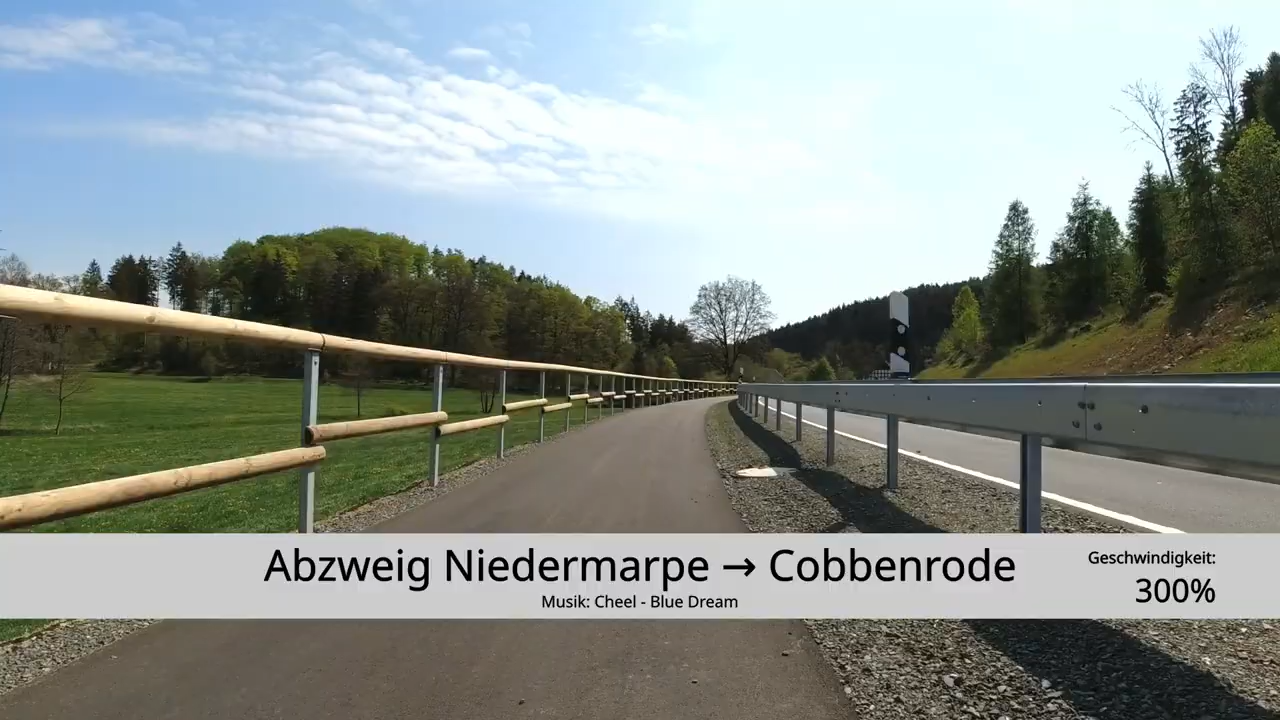 Abzweig Niedermarpe → Cobbenrode
Musik: Cheel - Blue Dream
Geschwindigkeit:
300%